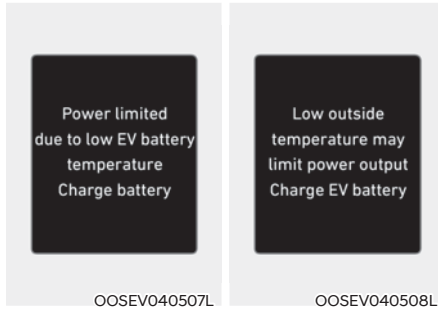 Power limited
due to low EV battery
temperature
Charge battery
OOSEV040507L
Low outside
temperature may
limit power output
Charge EV battery
OOSEV040508L